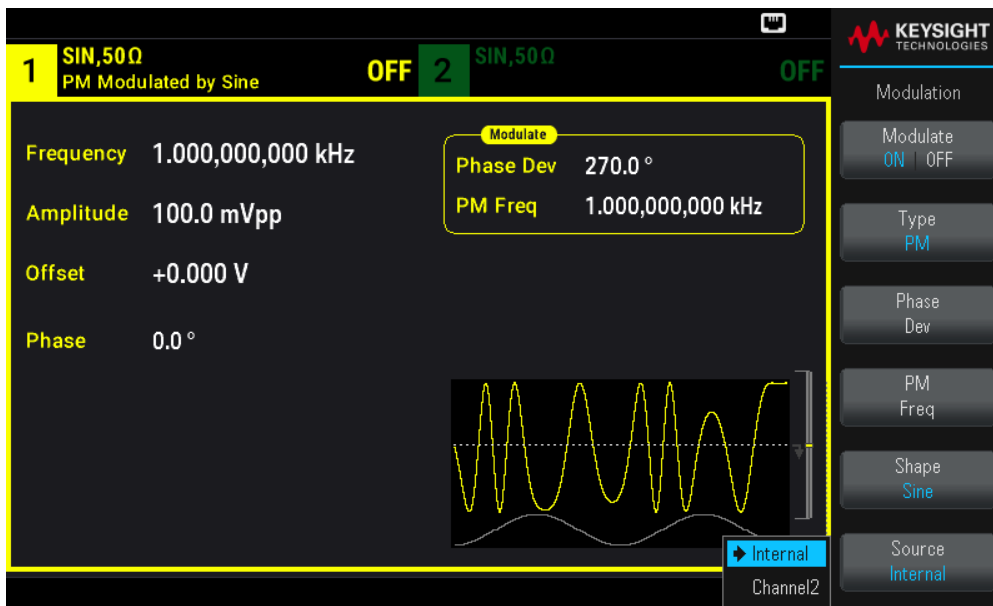 1
SIN,50Ω
PM Modulated by Sine
OFF
2
SIN,50Ω
OFF
Frequency 1.000,000,000 kHz
Amplitude 100.0 mVpp
Offset +0.000 V
Phase 0.0 °
Modulate
Phase Dev 270.0 °
PM Freq 1.000,000,000 kHz
Internal
Channel2
KEYSIGHT
TECHNOLOGIES
Modulation
Modulate
ON | OFF
Type
PM
Phase
Dev
PM
Freq
Shape
Sine
Source
Internal